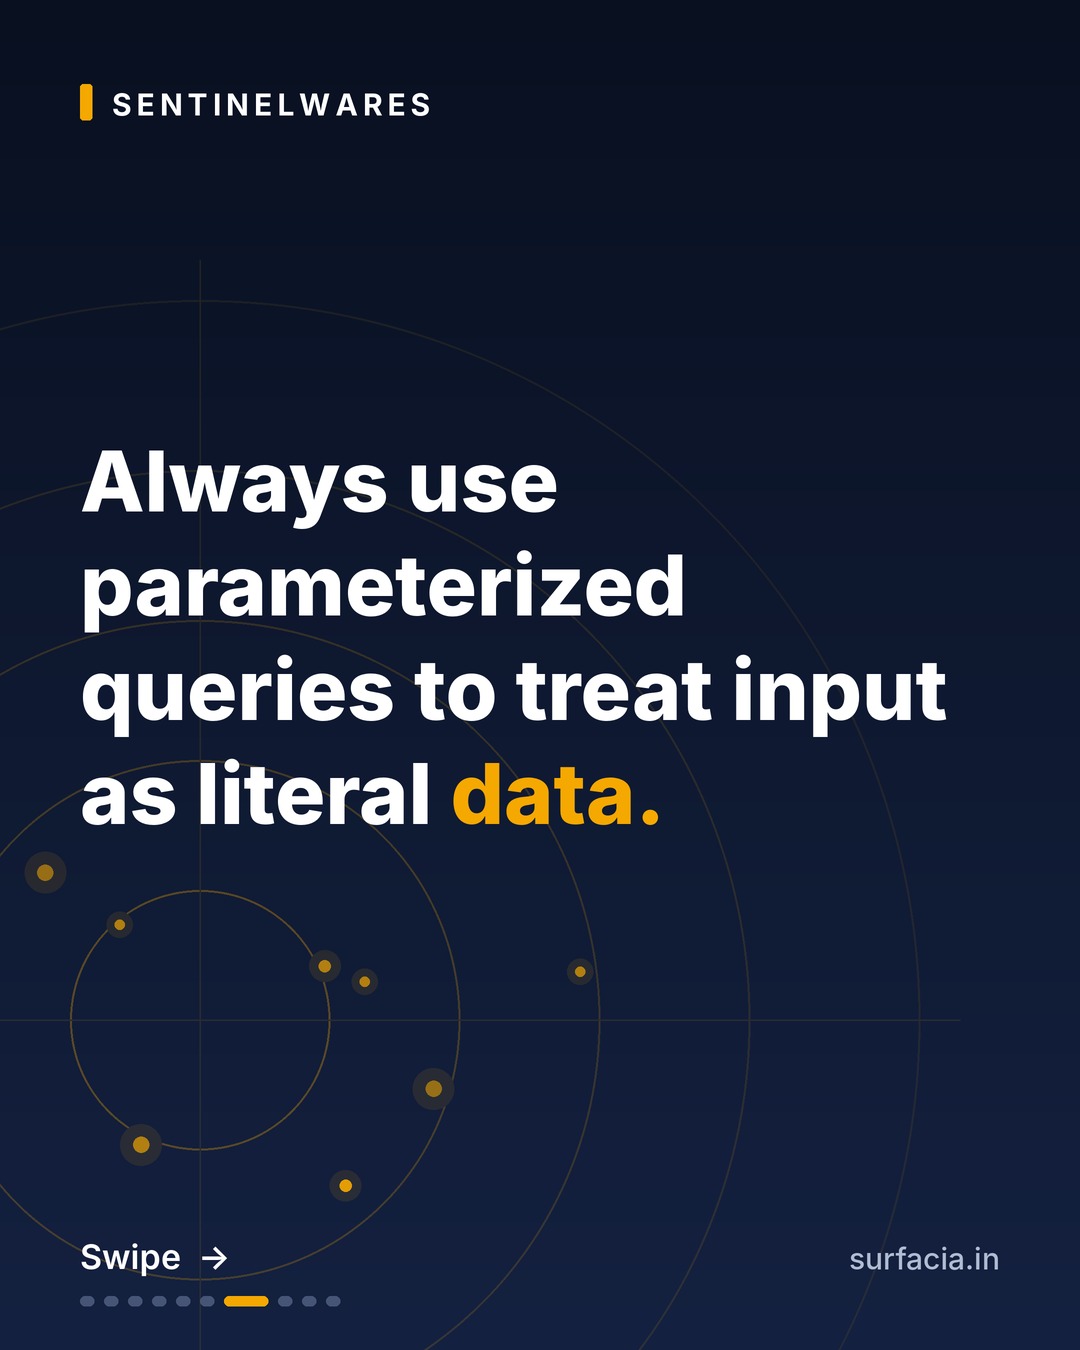 SENTINELWARES
Always use
parameterized
queries to treat input
as literal data.
Swipe →
surfacia.in